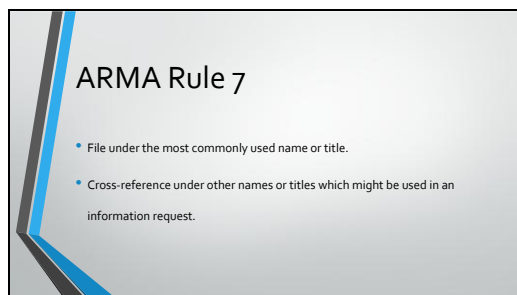 ARMA Rule 7
• File under the most commonly used name or title.
• Cross-reference under other names or titles which might be used in an
information request.